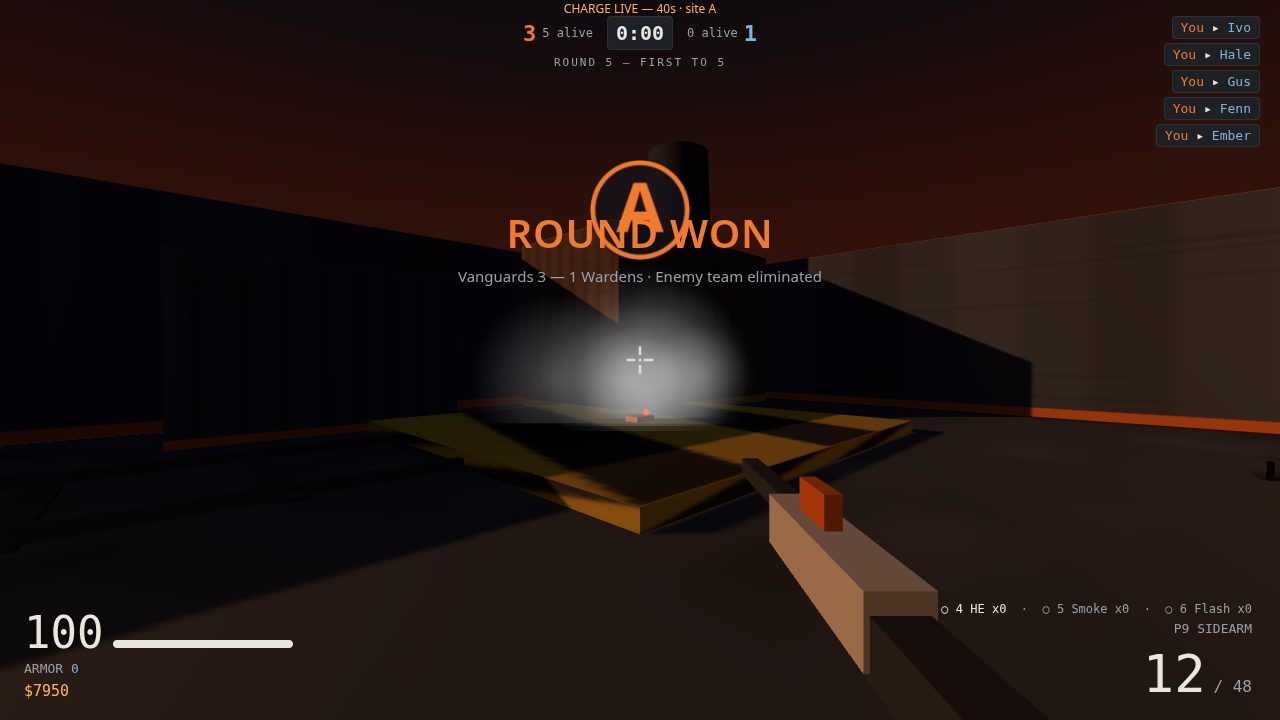 CHARGE LIVE — 40s · site A
3 5 alive 0:00 0 alive 1
ROUND 5 — FIRST TO 5
You ▸ Ivo
You ▸ Hale
You ▸ Gus
You ▸ Fenn
You ▸ Ember
A
ROUND WON
Vanguards 3 — 1 Wardens · Enemy team eliminated
100
ARMOR 0
$7950
○ 4 HE x0 · ○ 5 Smoke x0 · ○ 6 Flash x0
P9 SIDEARM
12 / 48